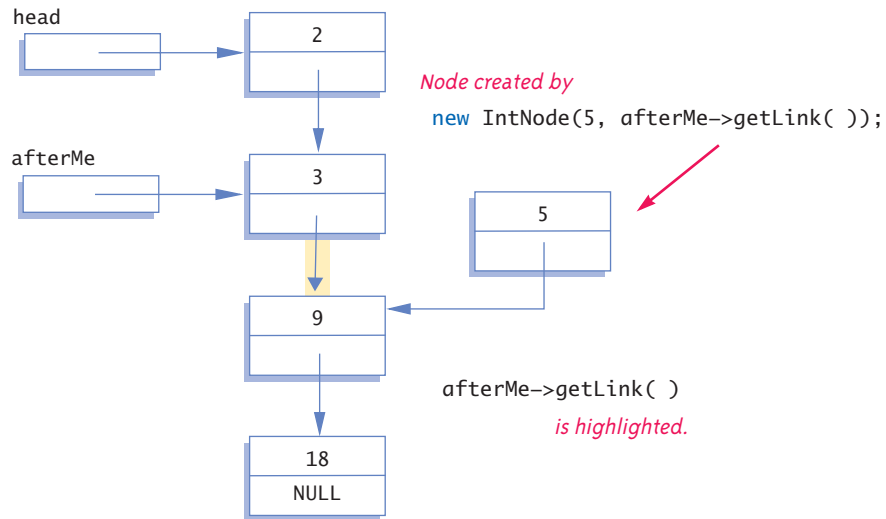 head
2
Node created by
new IntNode(5, afterMe–>getLink( ));
afterMe
3
5
9
afterMe–>getLink( )
is highlighted.
18
NULL